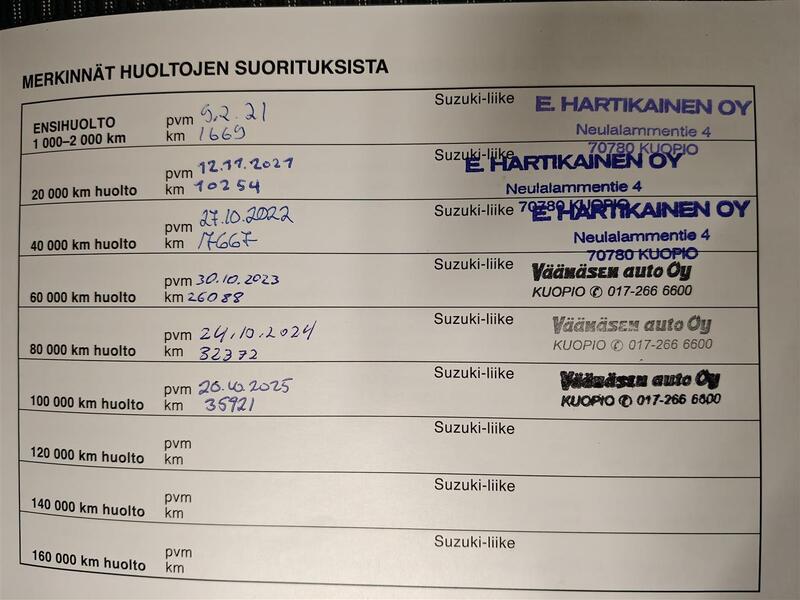 MERKINNÄT HUOLTOJEN SUORITUKSISTA
ENSIHUOLTO
1 000–2 000 km
pvm 9.2.21
km 1669
Suzuki-liike
E. HARTIKAINEN OY
Neulalammentie 4
70780 KUOPIO
20 000 km huolto
pvm 12.11.2021
km 10254
Suzuki-liike
E. HARTIKAINEN OY
Neulalammentie 4
70780 KUOPIO
40 000 km huolto
pvm 27.10.2022
km 17667
Suzuki-liike
E. HARTIKAINEN OY
Neulalammentie 4
70780 KUOPIO
60 000 km huolto
pvm 30.10.2023
km 26088
Suzuki-liike
Väänäsen auto Oy
KUOPIO ✆ 017-266 6600
80 000 km huolto
pvm 24.10.2024
km 32372
Suzuki-liike
Väänäsen auto Oy
KUOPIO ✆ 017-266 6600
100 000 km huolto
pvm 20.10.2025
km 35921
Suzuki-liike
Väänäsen auto Oy
KUOPIO ✆ 017-266 6600
120 000 km huolto
pvm
km
Suzuki-liike
140 000 km huolto
pvm
km
Suzuki-liike
160 000 km huolto
pvm
km
Suzuki-liike